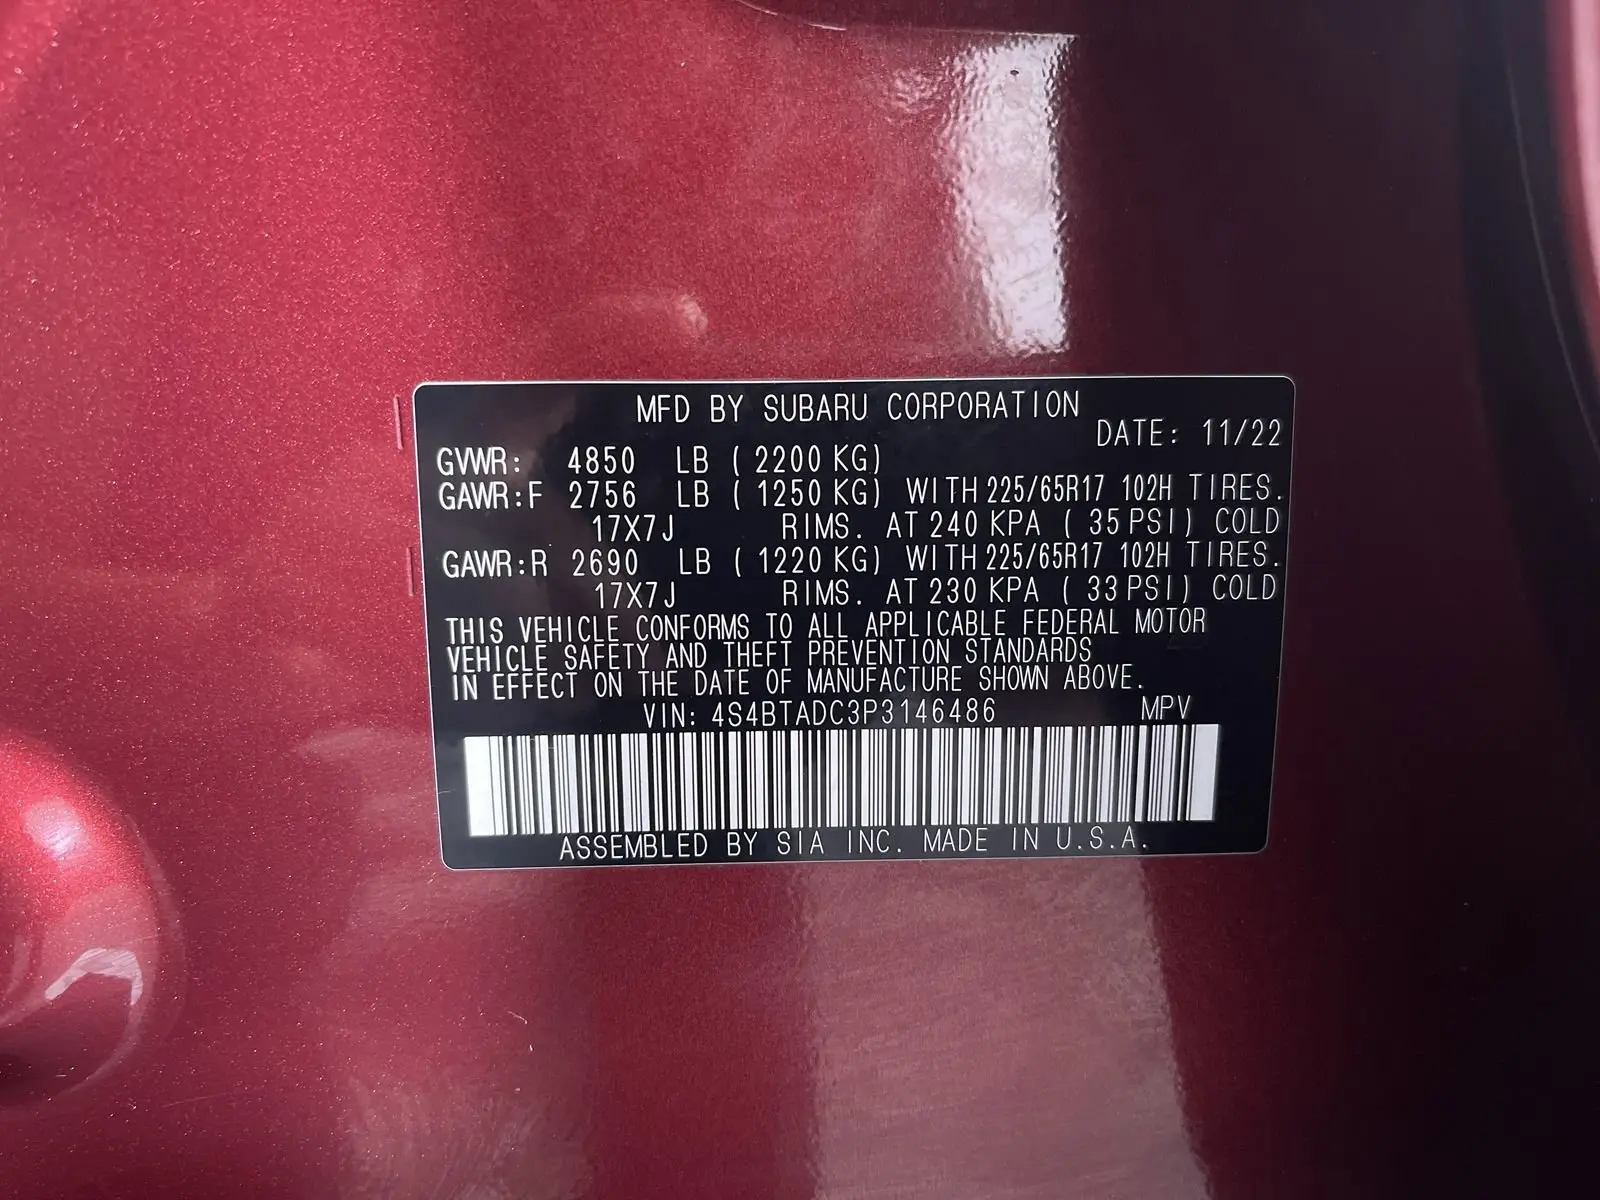 MFD BY SUBARU CORPORATION
DATE: 11/22
GVWR: 4850 LB ( 2200 KG)
GAWR:F 2756 LB ( 1250 KG) WITH 225/65R17 102H TIRES.
17X7J RIMS. AT 240 KPA ( 35 PSI) COLD
GAWR:R 2690 LB ( 1220 KG) WITH 225/65R17 102H TIRES.
17X7J RIMS. AT 230 KPA ( 33 PSI) COLD
THIS VEHICLE CONFORMS TO ALL APPLICABLE FEDERAL MOTOR
VEHICLE SAFETY AND THEFT PREVENTION STANDARDS
IN EFFECT ON THE DATE OF MANUFACTURE SHOWN ABOVE.
VIN: 4S4BTADC3P3146486 MPV
ASSEMBLED BY SIA INC. MADE IN U.S.A.